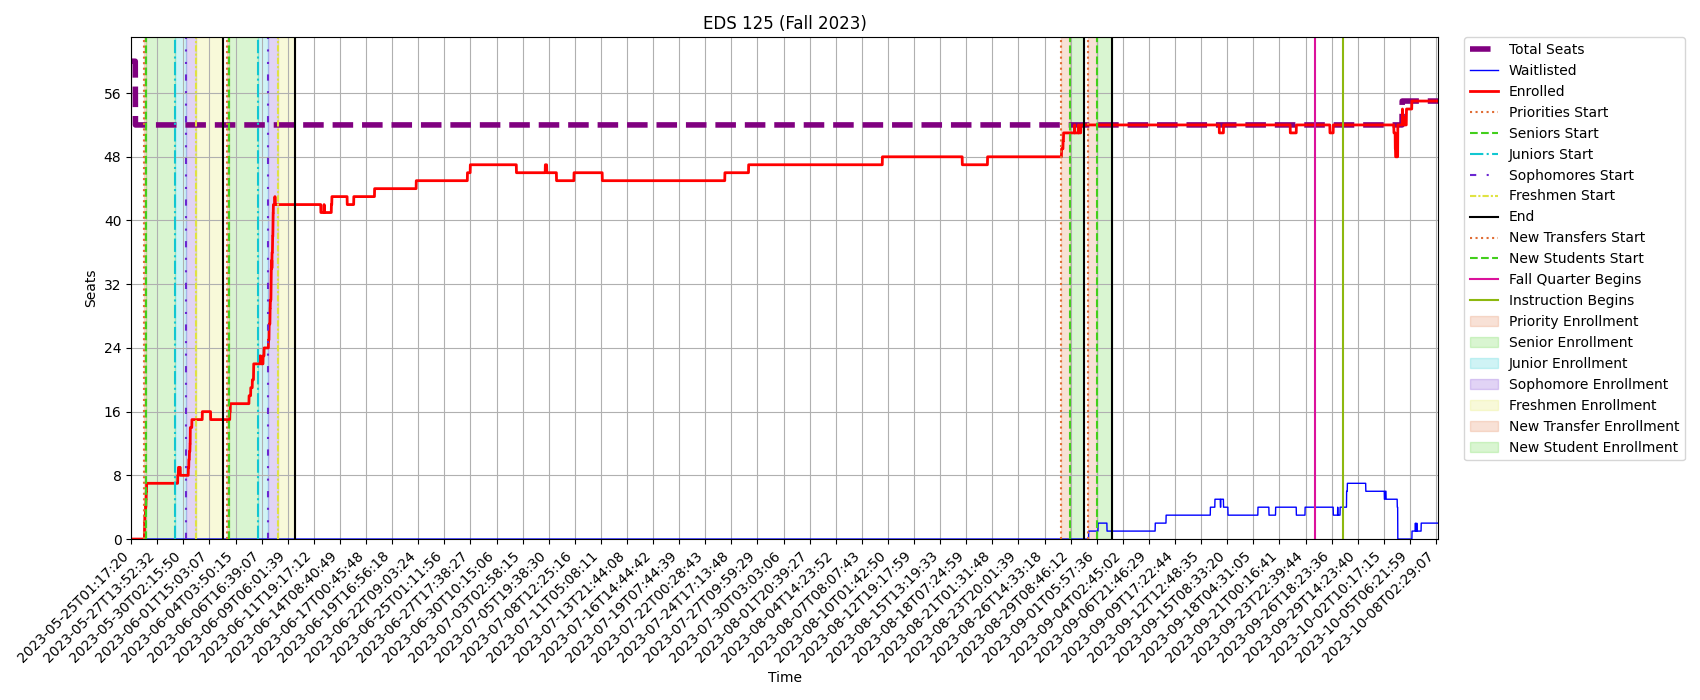 EDS 125 (Fall 2023)
Seats
56
48
40
32
24
16
8
0
2023-05-25T01:17:20
2023-05-27T13:52:32
2023-05-30T02:15:50
2023-06-01T15:03:07
2023-06-04T03:50:15
2023-06-06T16:39:07
2023-06-09T06:01:39
2023-06-11T19:17:12
2023-06-14T08:40:49
2023-06-17T00:45:48
2023-06-19T16:56:18
2023-06-22T09:03:24
2023-06-25T01:11:56
2023-06-27T17:38:27
2023-06-30T10:15:06
2023-07-03T02:58:15
2023-07-05T19:38:30
2023-07-08T12:25:16
2023-07-11T05:08:11
2023-07-13T21:44:08
2023-07-16T14:44:42
2023-07-19T07:44:39
2023-07-22T00:28:43
2023-07-24T17:13:48
2023-07-27T09:59:29
2023-07-30T03:03:06
2023-08-01T20:39:27
2023-08-04T14:23:52
2023-08-07T08:07:43
2023-08-10T01:42:50
2023-08-12T19:17:59
2023-08-15T13:19:33
2023-08-18T07:24:59
2023-08-21T01:31:48
2023-08-23T20:01:39
2023-08-26T14:33:18
2023-08-29T08:46:12
2023-09-01T05:57:36
2023-09-04T02:45:02
2023-09-06T21:46:29
2023-09-09T17:22:44
2023-09-12T12:48:35
2023-09-15T08:33:20
2023-09-18T04:31:05
2023-09-21T00:16:41
2023-09-23T22:39:44
2023-09-26T18:23:36
2023-09-29T14:23:40
2023-10-02T10:17:15
2023-10-05T06:21:59
2023-10-08T02:29:07
Time
Total Seats
Waitlisted
Enrolled
Priorities Start
Seniors Start
Juniors Start
Sophomores Start
Freshmen Start
End
New Transfers Start
New Students Start
Fall Quarter Begins
Instruction Begins
Priority Enrollment
Senior Enrollment
Junior Enrollment
Sophomore Enrollment
Freshmen Enrollment
New Transfer Enrollment
New Student Enrollment